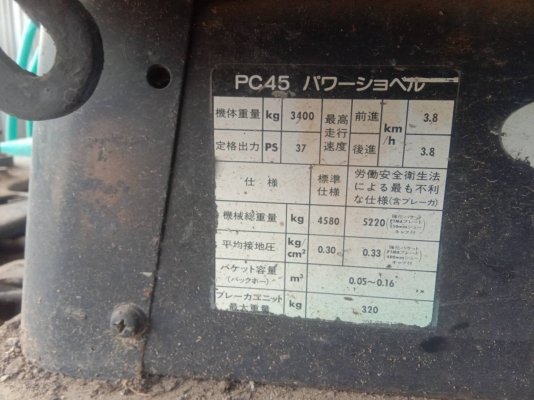 PC45 パワーショベル
機体重量 kg 3400 最高走行速度 前進 km/h 3.8
定格出力 PS 37 後進 3.8
仕様 標準仕様 労働安全衛生法による最も不利な仕様(含ブレーカ)
機械総重量 kg 4580 5220
平均接地圧 kg/cm² 0.30 0.33
バケット容量(バックホー) m³ 0.05~0.16
ブレーカユニット最大重量 kg 320